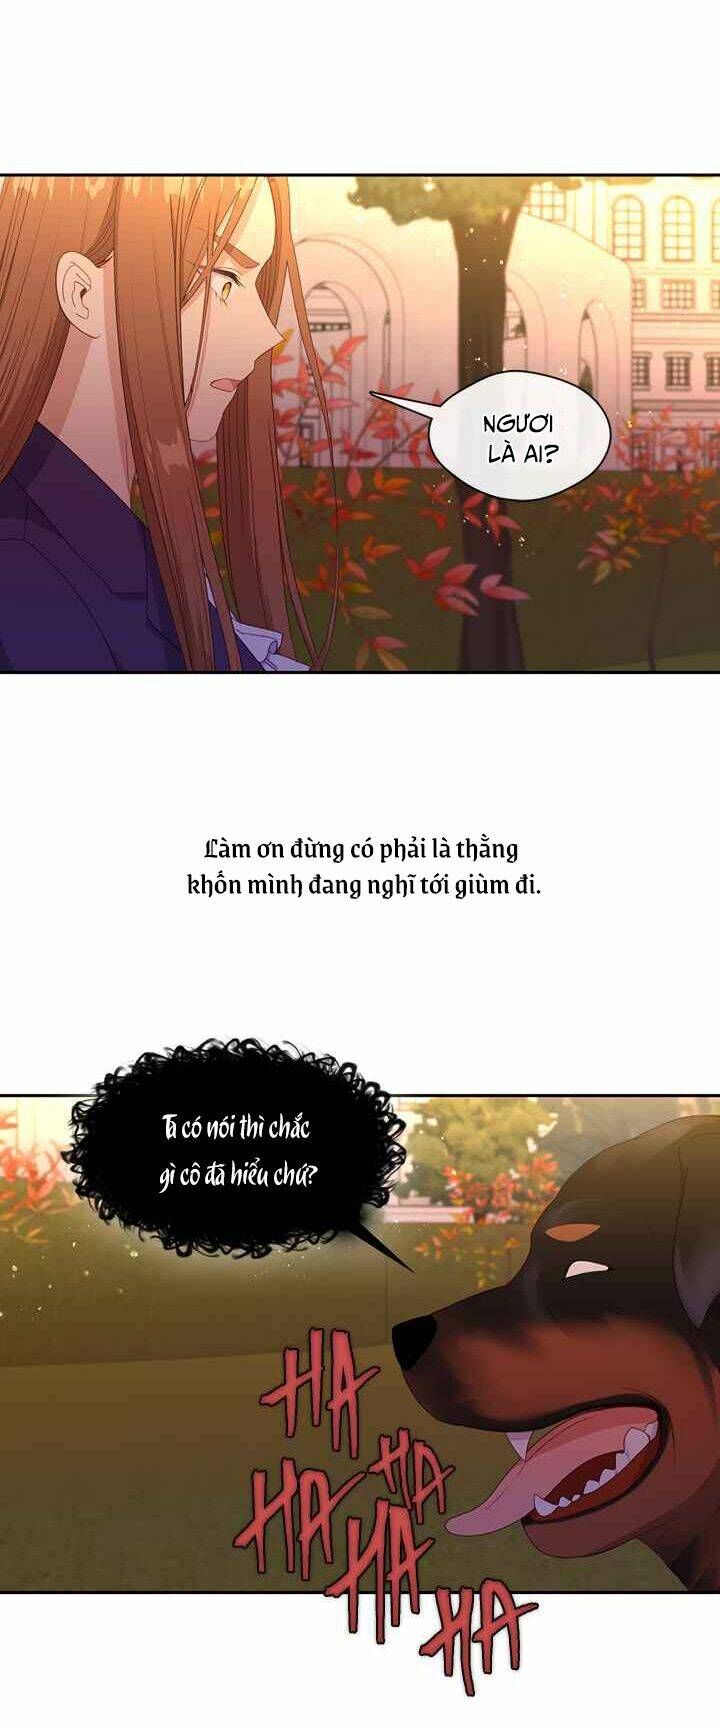 NGƯƠI
LÀ AI?
Làm ơn đừng có phải là thằng
khốn mình đang nghĩ tới giùm đi.
Ta có nói thì chắc
gì cô đã hiểu chứ?
HA
HA
HA
HA
HA